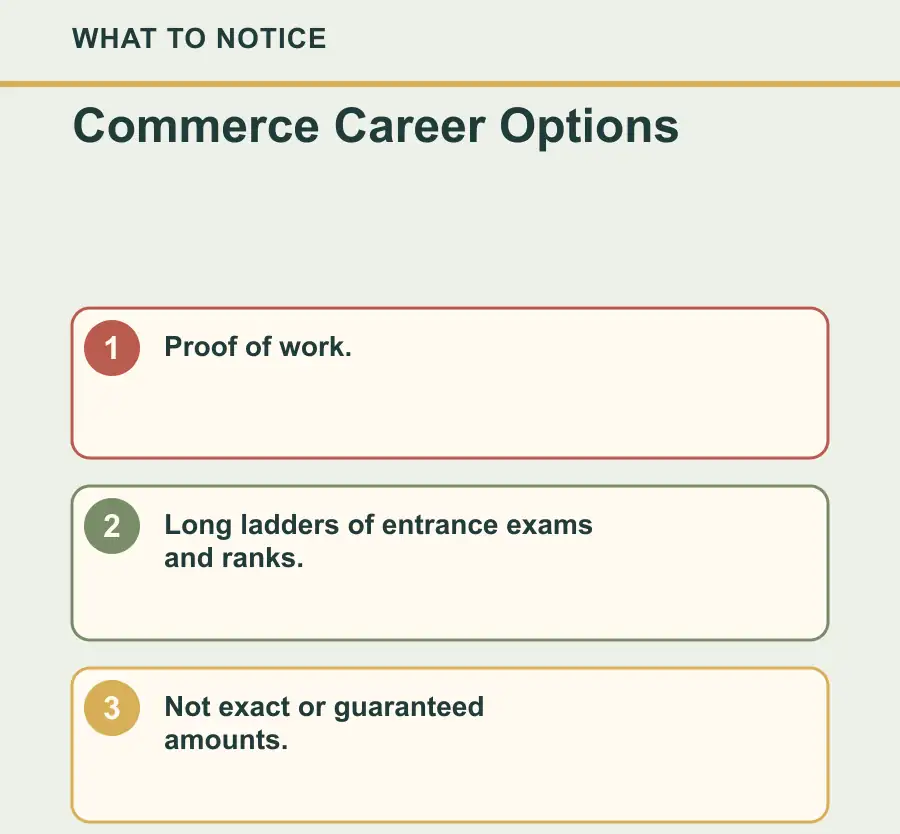 WHAT TO NOTICE
Commerce Career Options
1
Proof of work.
2
Long ladders of entrance exams
and ranks.
3
Not exact or guaranteed
amounts.